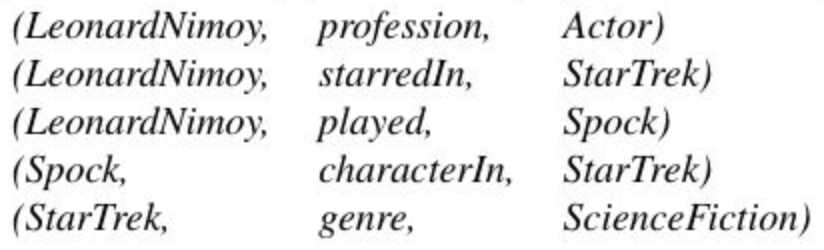 (LeonardNimoy, profession, Actor)
(LeonardNimoy, starredIn, StarTrek)
(LeonardNimoy, played, Spock)
(Spock, characterIn, StarTrek)
(StarTrek, genre, ScienceFiction)